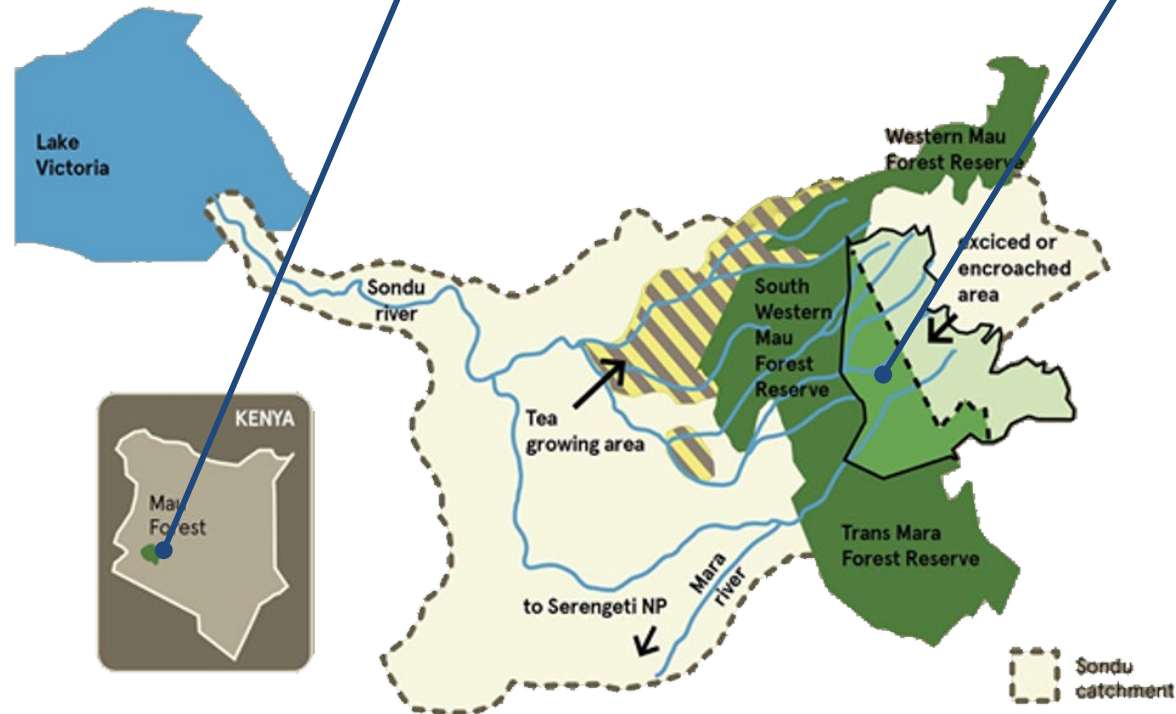 Lake
Victoria
Western Mau
Forest Reserve
exciced or
encroached
area
Sondu
river
South
Western
Mau
Forest
Reserve
KENYA
Tea
growing area
Mau
Forest
Trans Mara
Forest Reserve
Mara
river
to Serengeti NP
Sondu
catchment